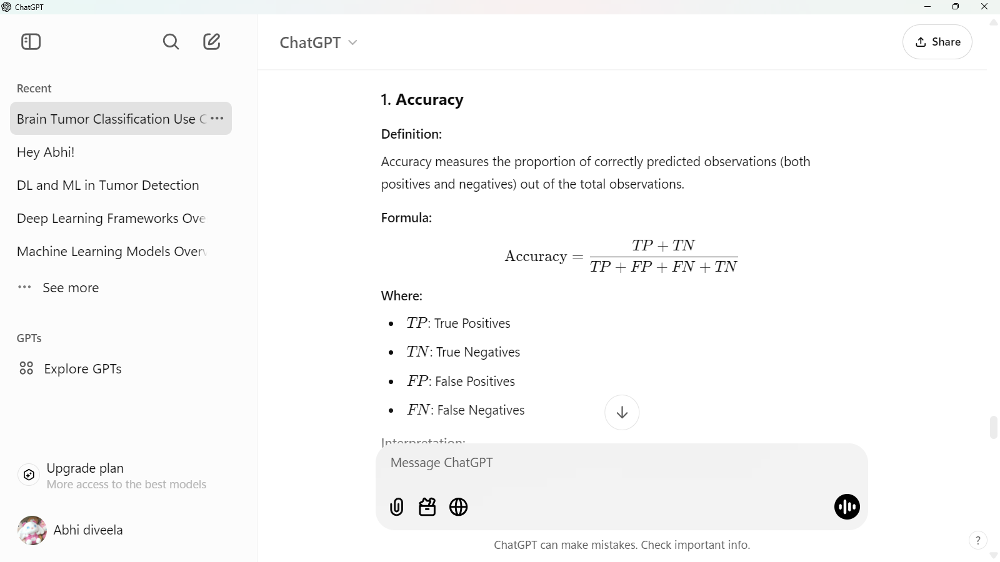 ChatGPT
ChatGPT
Share
Recent
Brain Tumor Classification Use
Hey Abhi!
DL and ML in Tumor Detection
Deep Learning Frameworks Ove
Machine Learning Models Over
See more
GPTs
Explore GPTs
Upgrade plan
More access to the best models
Abhi diveela
1. Accuracy
Definition:
Accuracy measures the proportion of correctly predicted observations (both
positives and negatives) out of the total observations.
Formula:
Accuracy = (TP + TN) / (TP + FP + FN + TN)
Where:
• TP: True Positives
• TN: True Negatives
• FP: False Positives
• FN: False Negatives
Interpretation:
Message ChatGPT
ChatGPT can make mistakes. Check important info.
?